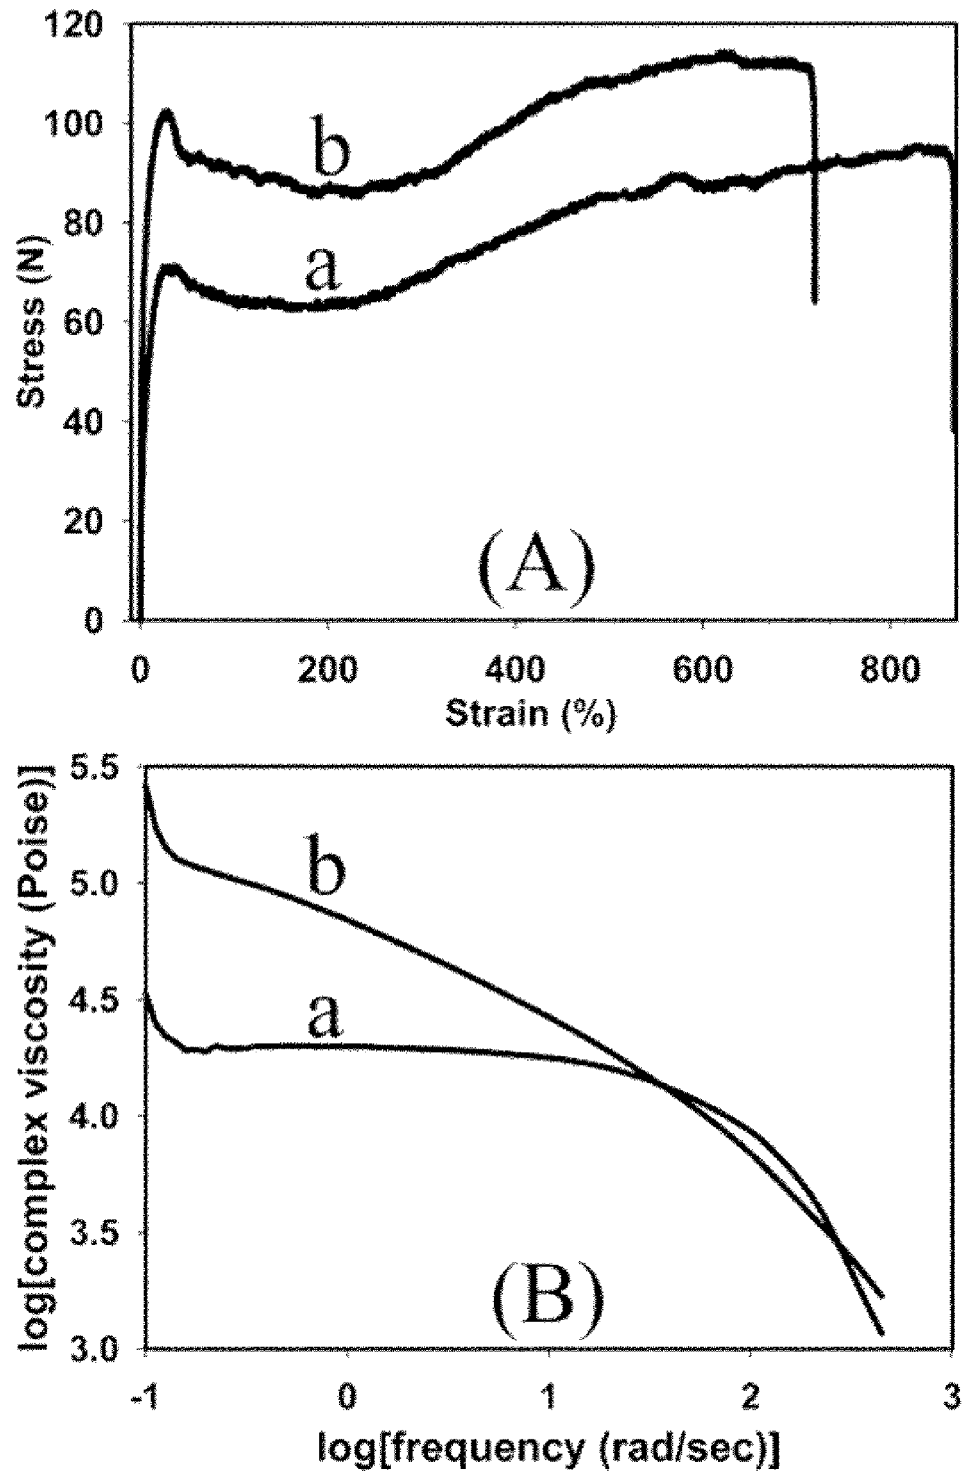 120
100
80
60
40
20
0
Stress (N)
b
a
(A)
0 200 400 600 800
Strain (%)
5.5
5.0
4.5
4.0
3.5
3.0
log[complex viscosity (Poise)]
b
a
(B)
-1 0 1 2 3
log[frequency (rad/sec)]